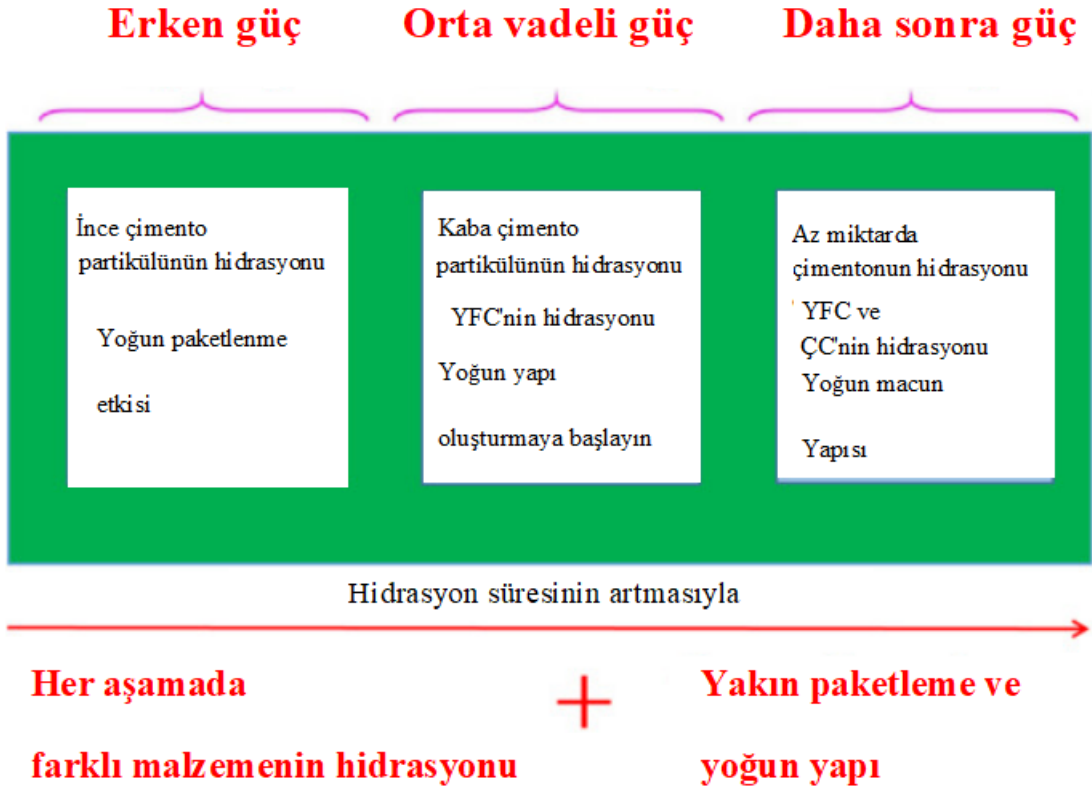 Erken güç
Orta vadeli güç
Daha sonra güç
İnce çimento
partikülünün hidrasyonu
Yoğun paketlenme
etkisi
Kaba çimento
partikülünün hidrasyonu
YFC'nin hidrasyonu
Yoğun yapı
oluşturmaya başlayın
Az miktarda
çimentonun hidrasyonu
YFC ve
ÇC'nin hidrasyonu
Yoğun macun
Yapısı
Hidrasyon süresinin artmasıyla
Her aşamada
farklı malzemenin hidrasyonu
+
Yakın paketleme ve
yoğun yapı